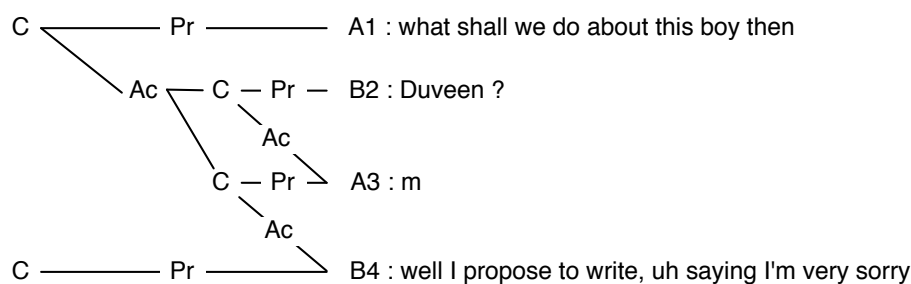 C Pr A1 : what shall we do about this boy then
Ac C Pr B2 : Duveen ?
Ac
C Pr A3 : m
Ac
C Pr B4 : well I propose to write, uh saying I'm very sorry